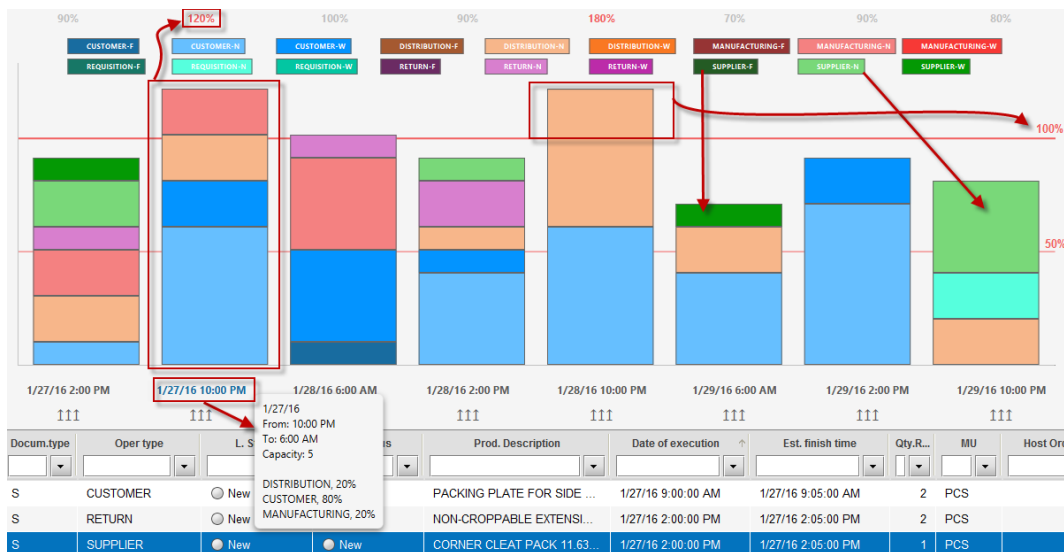 90% 120% 100% 90% 180% 70% 90% 80%
CUSTOMER-F CUSTOMER-N CUSTOMER-W DISTRIBUTION-F DISTRIBUTION-N DISTRIBUTION-W MANUFACTURING-F MANUFACTURING-N MANUFACTURING-W
REQUISITION-F REQUISITION-N REQUISITION-W RETURN-F RETURN-N RETURN-W SUPPLIER-F SUPPLIER-N SUPPLIER-W
100%
50%
1/27/16 2:00 PM 1/27/16 10:00 PM 1/28/16 6:00 AM 1/28/16 2:00 PM 1/28/16 10:00 PM 1/29/16 6:00 AM 1/29/16 2:00 PM 1/29/16 10:00 PM
1/27/16
From: 10:00 PM
To: 6:00 AM
Capacity: 5
DISTRIBUTION, 20%
CUSTOMER, 80%
MANUFACTURING, 20%
Docum.type Oper type L. S us Prod. Description Date of execution Est. finish time Qty.R... MU Host Ord
S CUSTOMER New PACKING PLATE FOR SIDE ... 1/27/16 9:00:00 AM 1/27/16 9:05:00 AM 2 PCS
S RETURN New NON-CROPPABLE EXTENSI... 1/27/16 2:00:00 PM 1/27/16 2:05:00 PM 2 PCS
S SUPPLIER New New CORNER CLEAT PACK 11.63... 1/27/16 2:00:00 PM 1/27/16 2:05:00 PM 1 PCS